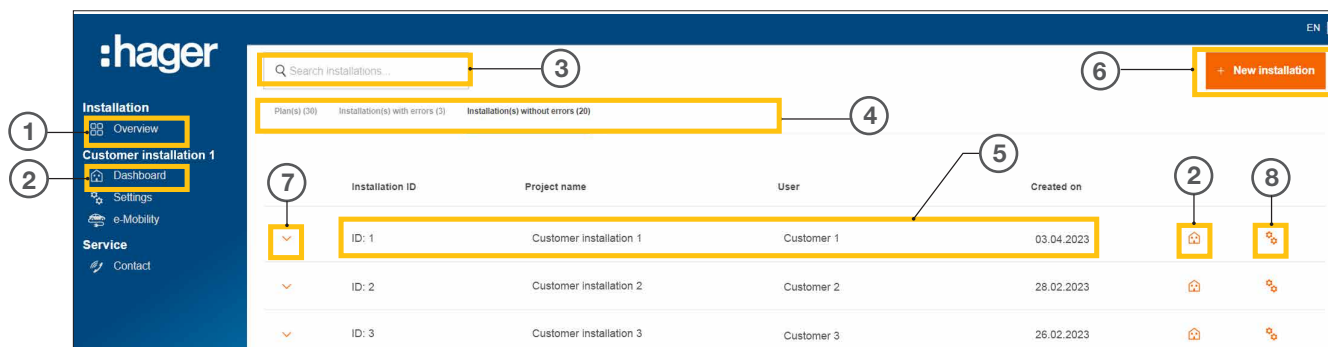 EN
:hager
Search installations...
3
6
+ New installation
Installation
Plan(s) (30) Installation(s) with errors (3) Installation(s) without errors (20)
4
1
Overview
Customer installation 1
5
2
Dashboard
7
2
8
Settings
Installation ID Project name User Created on
e-Mobility
Service
ID: 1 Customer installation 1 Customer 1 03.04.2023
Contact
ID: 2 Customer installation 2 Customer 2 28.02.2023
ID: 3 Customer installation 3 Customer 3 26.02.2023